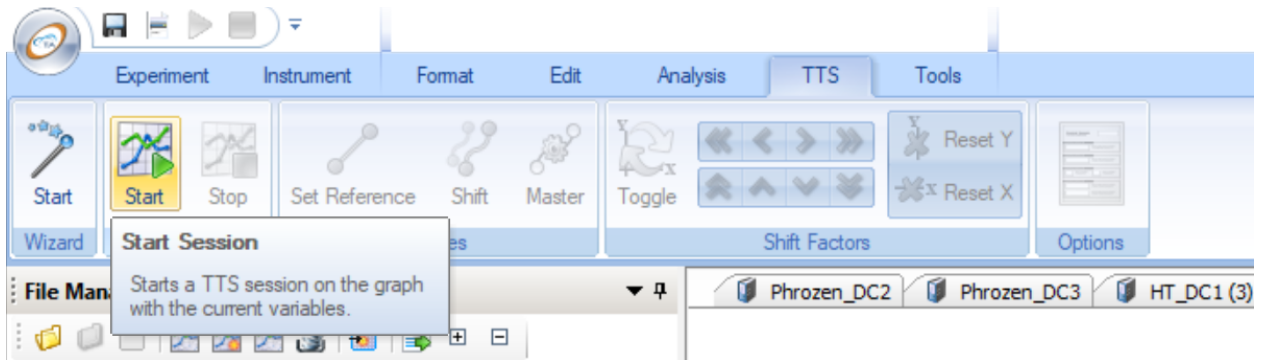 TA
Experiment Instrument Format Edit Analysis TTS Tools
Start Start Stop Set Reference Shift Master Toggle Y X Y Reset Y X Reset X
Wizard es Shift Factors Options
Start Session
Starts a TTS session on the graph
with the current variables.
File Man Phrozen_DC2 Phrozen_DC3 HT_DC1 (3)